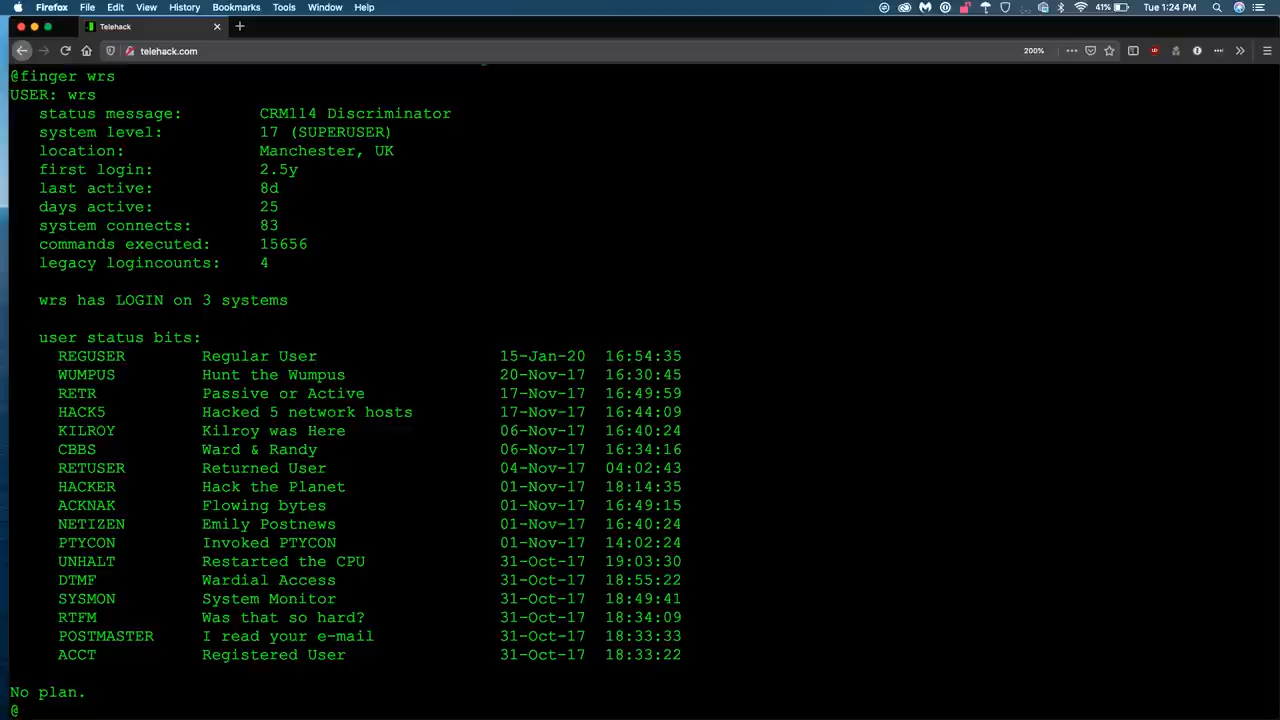 Firefox File Edit View History Bookmarks Tools Window Help 41% Tue 1:24 PM
Telehack
telehack.com 200%
@finger wrs
USER: wrs
status message: CRM114 Discriminator
system level: 17 (SUPERUSER)
location: Manchester, UK
first login: 2.5y
last active: 8d
days active: 25
system connects: 83
commands executed: 15656
legacy logincounts: 4
wrs has LOGIN on 3 systems
user status bits:
REGUSER Regular User 15-Jan-20 16:54:35
WUMPUS Hunt the Wumpus 20-Nov-17 16:30:45
RETR Passive or Active 17-Nov-17 16:49:59
HACK5 Hacked 5 network hosts 17-Nov-17 16:44:09
KILROY Kilroy was Here 06-Nov-17 16:40:24
CBBS Ward & Randy 06-Nov-17 16:34:16
RETUSER Returned User 04-Nov-17 04:02:43
HACKER Hack the Planet 01-Nov-17 18:14:35
ACKNAK Flowing bytes 01-Nov-17 16:49:15
NETIZEN Emily Postnews 01-Nov-17 16:40:24
PTYCON Invoked PTYCON 01-Nov-17 14:02:24
UNHALT Restarted the CPU 31-Oct-17 19:03:30
DTMF Wardial Access 31-Oct-17 18:55:22
SYSMON System Monitor 31-Oct-17 18:49:41
RTFM Was that so hard? 31-Oct-17 18:34:09
POSTMASTER I read your e-mail 31-Oct-17 18:33:33
ACCT Registered User 31-Oct-17 18:33:22
No plan.
@